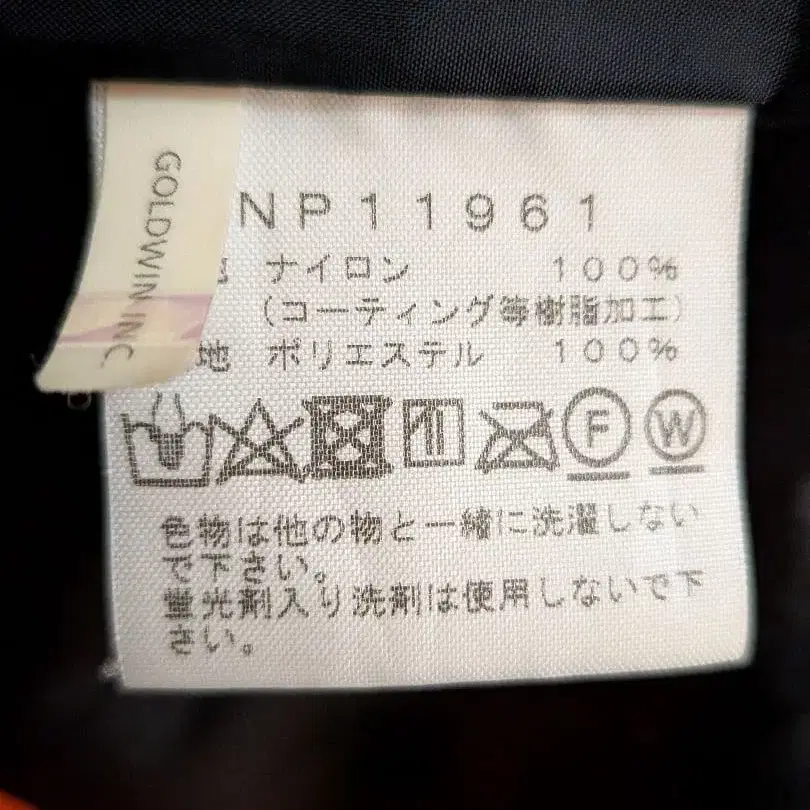 GOLDWIN INC
NP11961
地 ナイロン 100%
(コーティング等樹脂加工)
地 ポリエステル 100%
F W
色物は他の物と一緒に洗濯しない
で下さい。
蛍光剤入り洗剤は使用しないで下
さい。